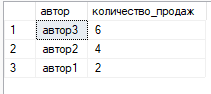 автор количество_продаж
1 автор3 6
2 автор2 4
3 автор1 2